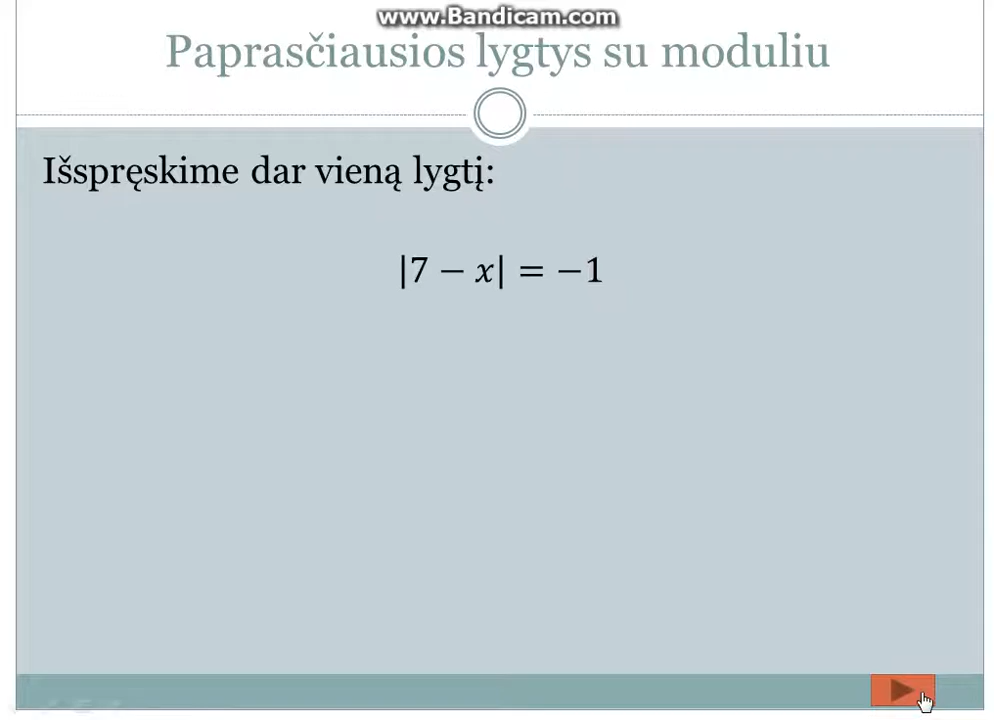 www.Bandicam.com
Paprasčiausios lygtys su moduliu
Išspręskime dar vieną lygtį:
|7 − x| = −1